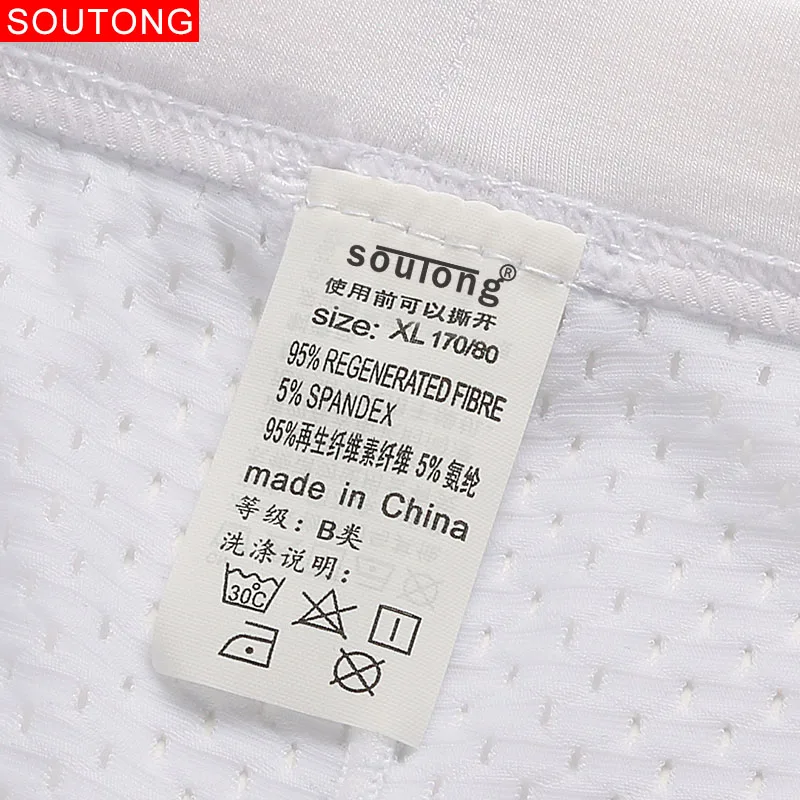 SOUTONG
soutong®
使用前可以撕开
size: XL 170/80
95% REGENERATED FIBRE
5% SPANDEX
95%再生纤维素纤维 5% 氨纶
made in China
等级: B类
洗涤说明:
30C